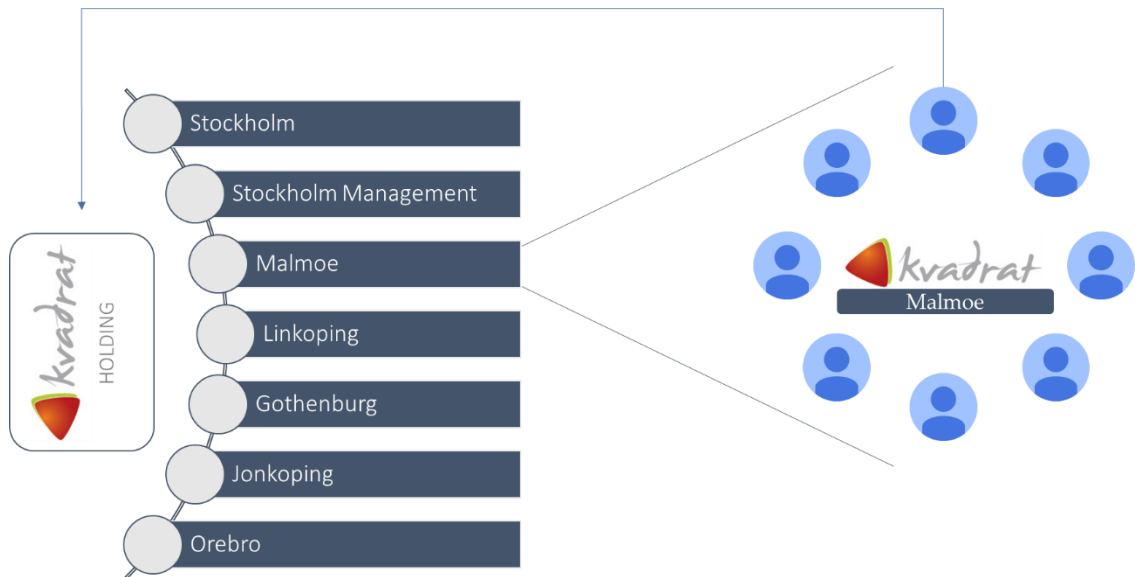 Stockholm
Stockholm Management
Malmoe
Linkoping
Gothenburg
Jonkoping
Orebro
kvadrat
HOLDING
kvadrat
Malmoe